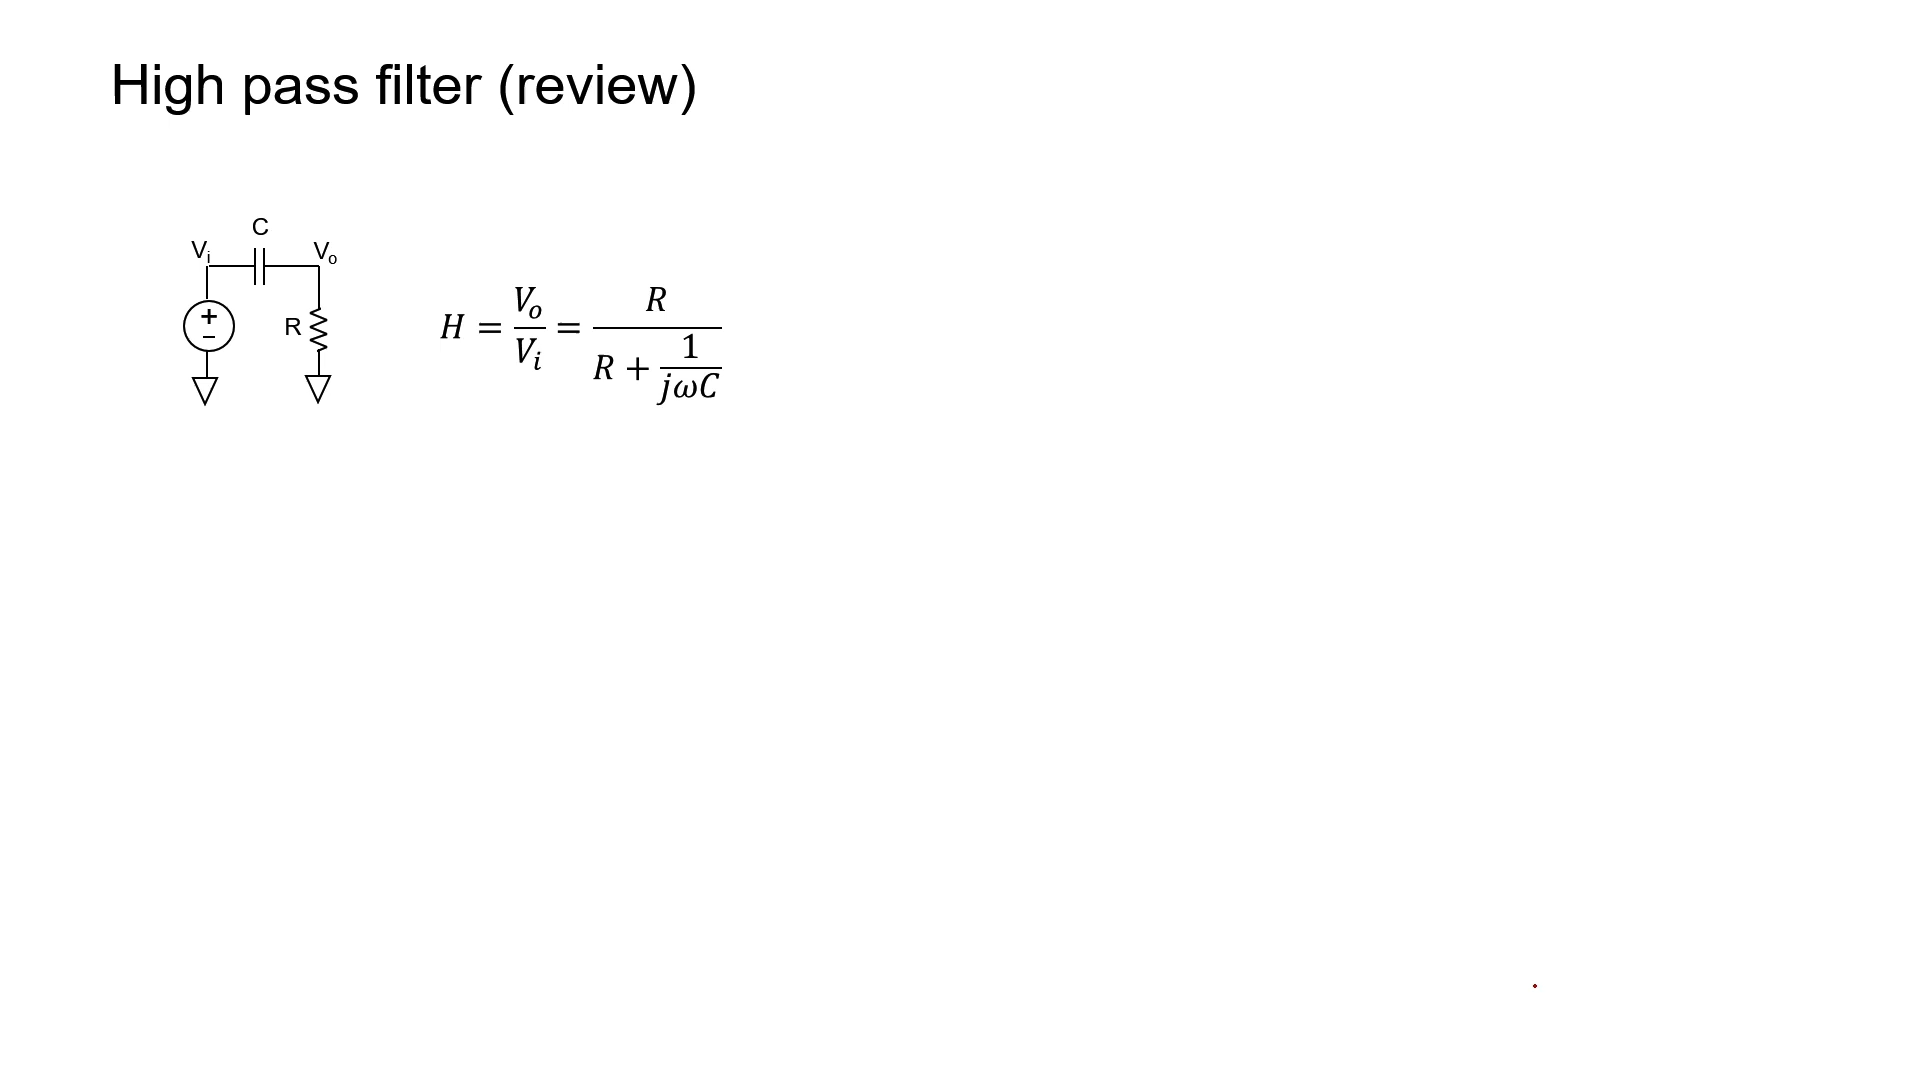 High pass filter (review)
C
Vᵢ
Vₒ
+
−
R
H = Vₒ/Vᵢ = R/(R + 1/(jωC))